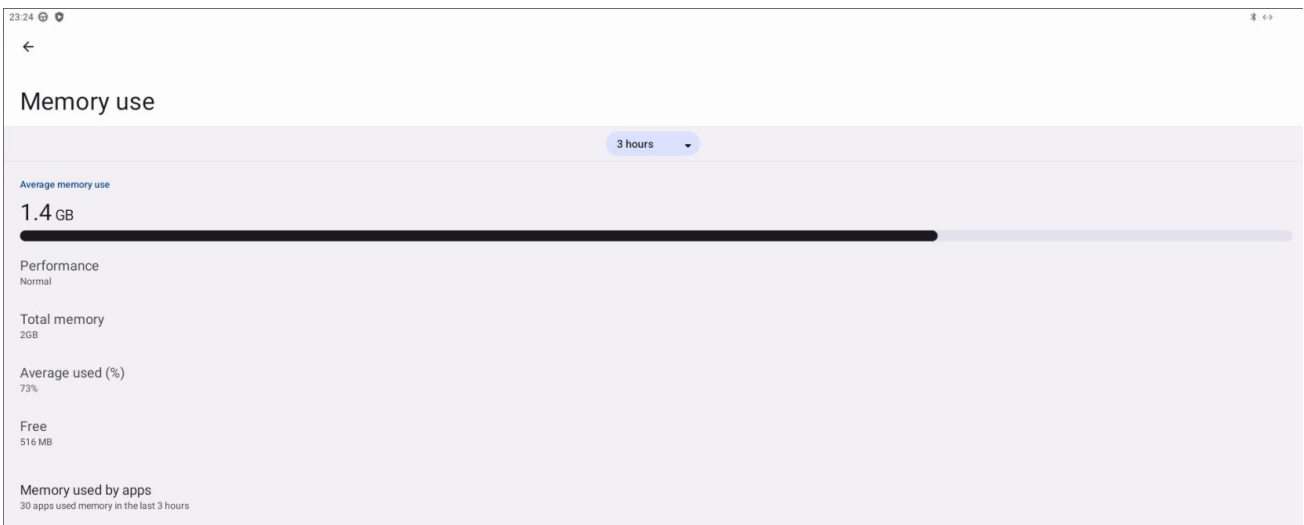 23:24
Memory use
3 hours
Average memory use
1.4 GB
Performance
Normal
Total memory
2GB
Average used (%)
73%
Free
516 MB
Memory used by apps
30 apps used memory in the last 3 hours